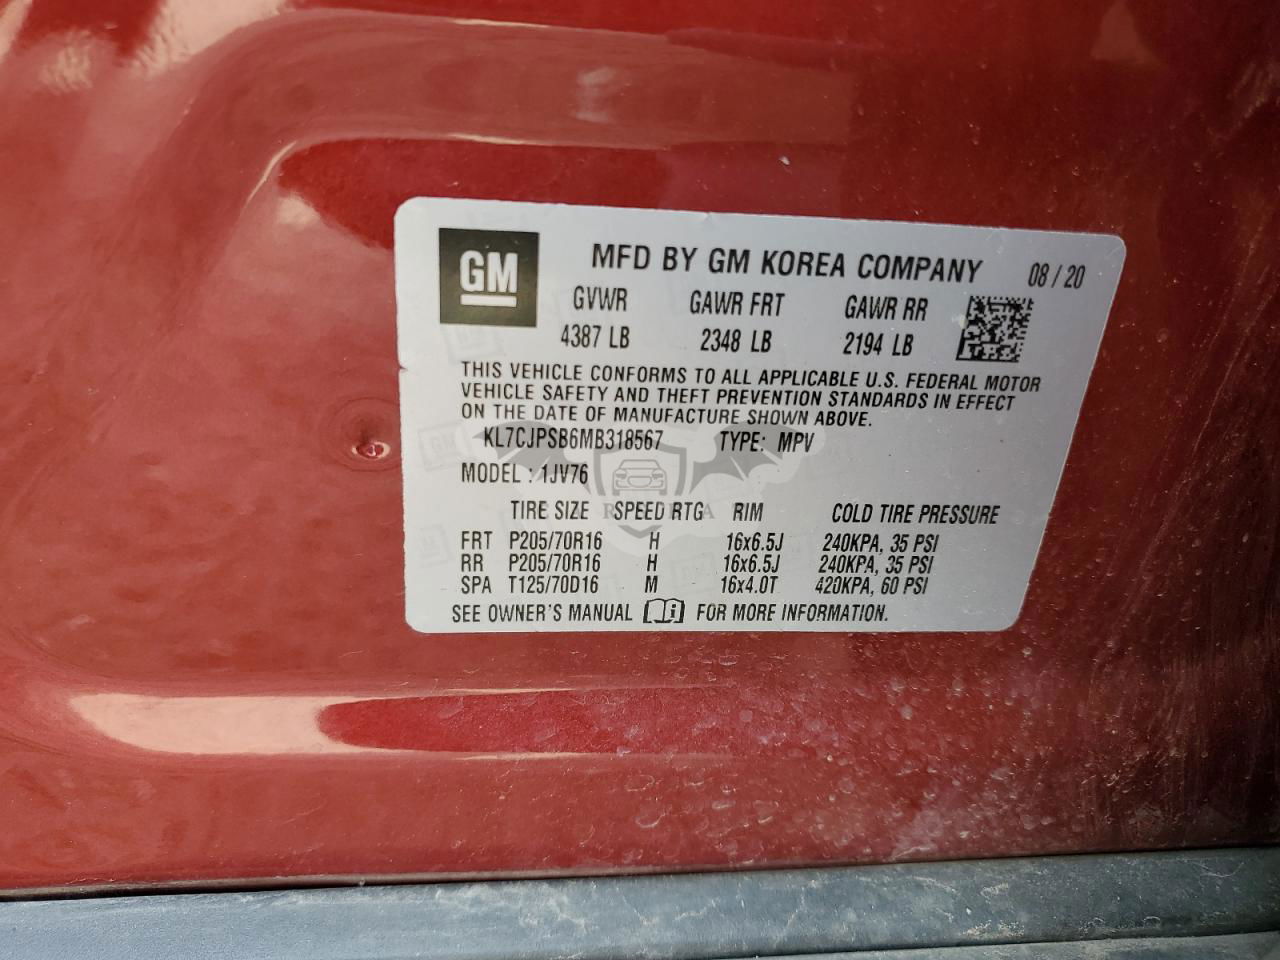 GM MFD BY GM KOREA COMPANY 08 / 20
GVWR GAWR FRT GAWR RR
4387 LB 2348 LB 2194 LB
THIS VEHICLE CONFORMS TO ALL APPLICABLE U.S. FEDERAL MOTOR
VEHICLE SAFETY AND THEFT PREVENTION STANDARDS IN EFFECT
ON THE DATE OF MANUFACTURE SHOWN ABOVE.
KL7CJPSB6MB318567 TYPE: MPV
MODEL : 1JV76
TIRE SIZE SPEED RTG RIM COLD TIRE PRESSURE
FRT P205/70R16 H 16x6.5J 240KPA, 35 PSI
RR P205/70R16 H 16x6.5J 240KPA, 35 PSI
SPA T125/70D16 M 16x4.0T 420KPA, 60 PSI
SEE OWNER'S MANUAL FOR MORE INFORMATION.